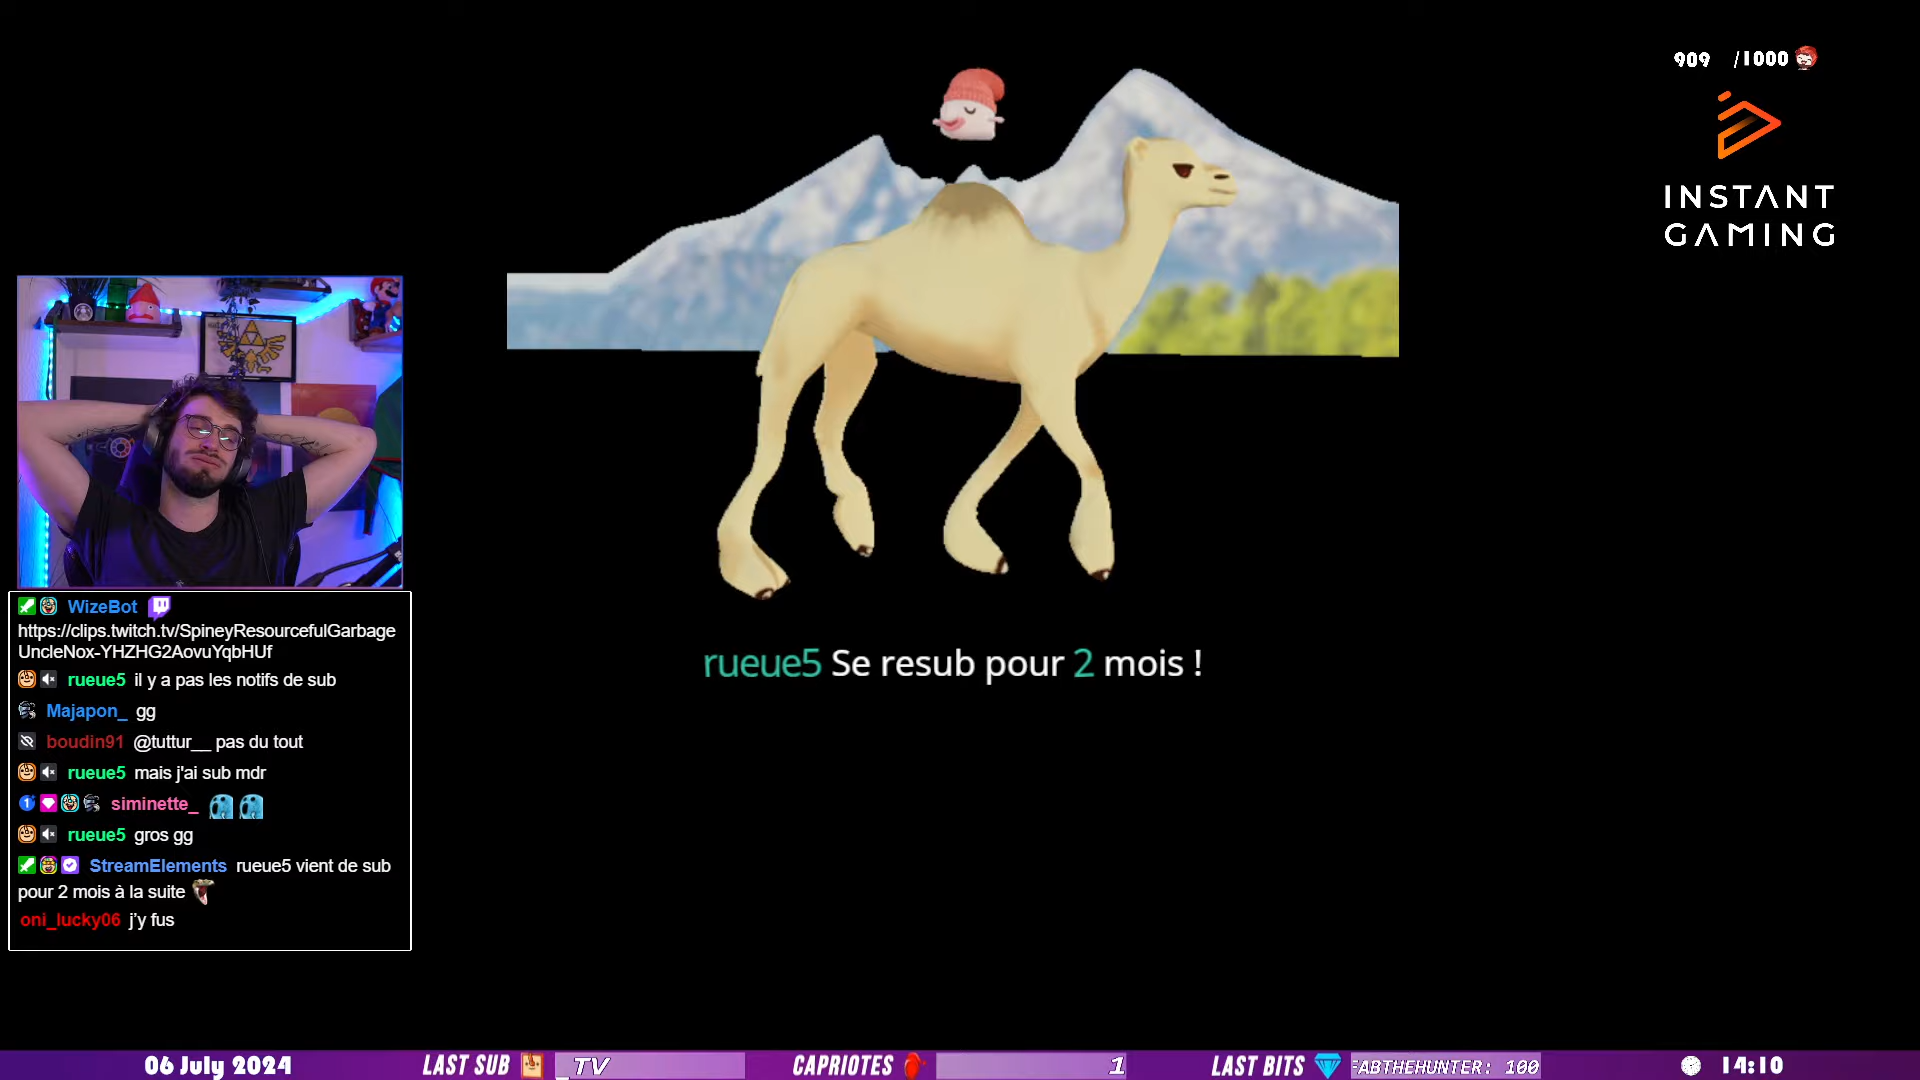 909 /1000
INSTANT
GAMING
WizeBot
https://clips.twitch.tv/SpineyResourcefulGarbage
UncleNox-YHZHG2AovuYqbHUf
rueue5 il y a pas les notifs de sub
Majapon_ gg
boudin91 @tuttur__ pas du tout
rueue5 mais j'ai sub mdr
siminette_
rueue5 gros gg
StreamElements rueue5 vient de sub
pour 2 mois à la suite
oni_lucky06 j'y fus
rueue5 Se resub pour 2 mois !
06 July 2024 LAST SUB _TV CAPRIOTES 1 LAST BITS ABTHEHUNTER: 100 14:10